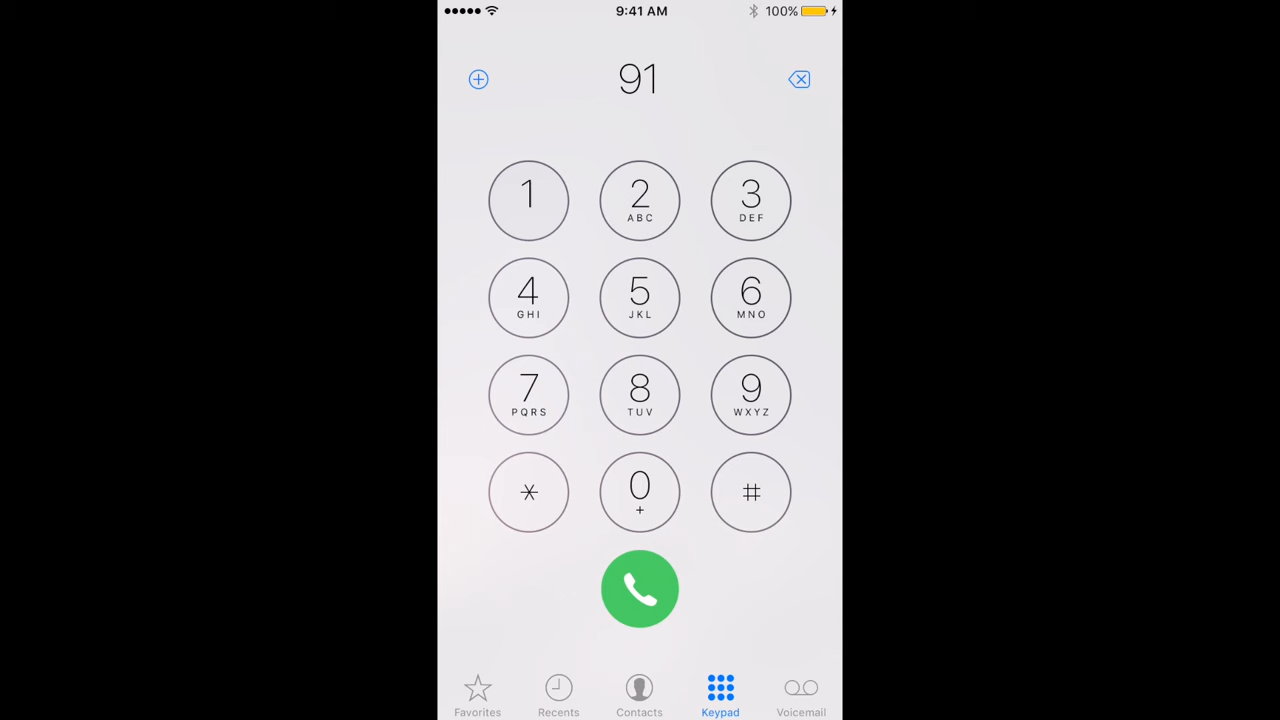 9:41 AM 100%
91
1 2 3
ABC DEF
4 5 6
GHI JKL MNO
7 8 9
PQRS TUV WXYZ
* 0 #
+
Favorites Recents Contacts Keypad Voicemail